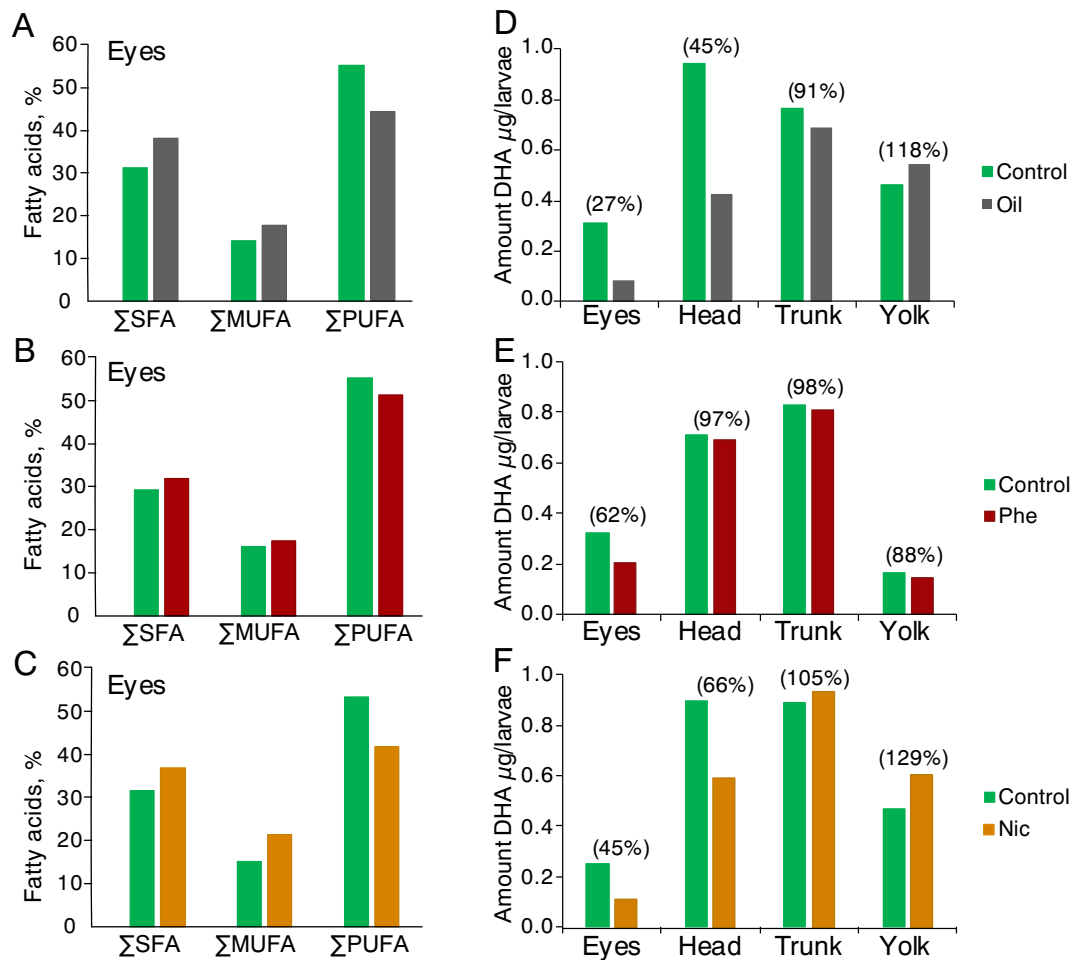 A
Eyes
Fatty acids, %
60
50
40
30
20
10
0
∑SFA ∑MUFA ∑PUFA
D
Amount DHA µg/larvae
1.0
0.8
0.6
0.4
0.2
0.0
(27%) (45%) (91%) (118%)
Eyes Head Trunk Yolk
Control
Oil
B
Eyes
Fatty acids, %
60
50
40
30
20
10
0
∑SFA ∑MUFA ∑PUFA
E
Amount DHA µg/larvae
1.0
0.8
0.6
0.4
0.2
0.0
(62%) (97%) (98%) (88%)
Eyes Head Trunk Yolk
Control
Phe
C
Eyes
Fatty acids, %
60
50
40
30
20
10
0
∑SFA ∑MUFA ∑PUFA
F
Amount DHA µg/larvae
1.0
0.8
0.6
0.4
0.2
0.0
(45%) (66%) (105%) (129%)
Eyes Head Trunk Yolk
Control
Nic